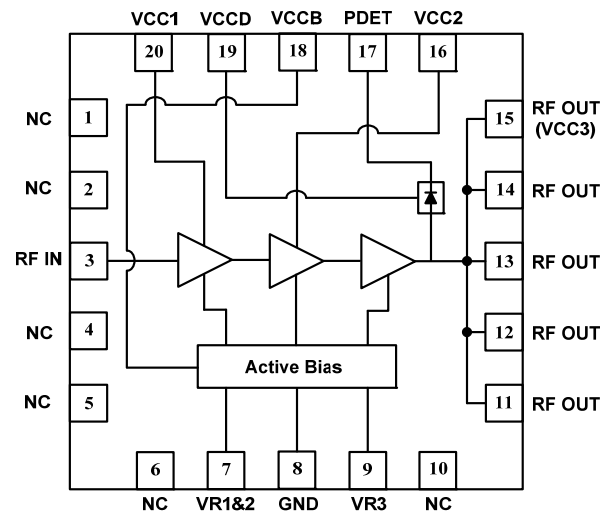 VCC1 VCCD VCCB PDET VCC2
20 19 18 17 16
NC 1 15 RF OUT
(VCC3)
NC 2 14 RF OUT
RF IN 3 13 RF OUT
NC 4 12 RF OUT
Active Bias
NC 5 11 RF OUT
6 7 8 9 10
NC VR1&2 GND VR3 NC